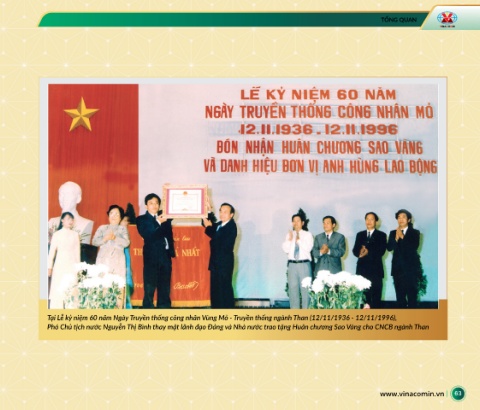 TỔNG QUAN
LỄ KỶ NIỆM 60 NĂM
NGÀY TRUYỀN THỐNG CÔNG NHÂN MỎ
12.11.1936 - 12.11.1996
ĐÓN NHẬN HUÂN CHƯƠNG SAO VÀNG
VÀ DANH HIỆU ĐƠN VỊ ANH HÙNG LAO ĐỘNG
Tại Lễ kỷ niệm 60 năm Ngày Truyền thống công nhân Vùng Mỏ - Truyền thống ngành Than (12/11/1936 - 12/11/1996),
Phó Chủ tịch nước Nguyễn Thị Bình thay mặt lãnh đạo Đảng và Nhà nước trao tặng Huân chương Sao Vàng cho CNCB ngành Than
www.vinacomin.vn 63